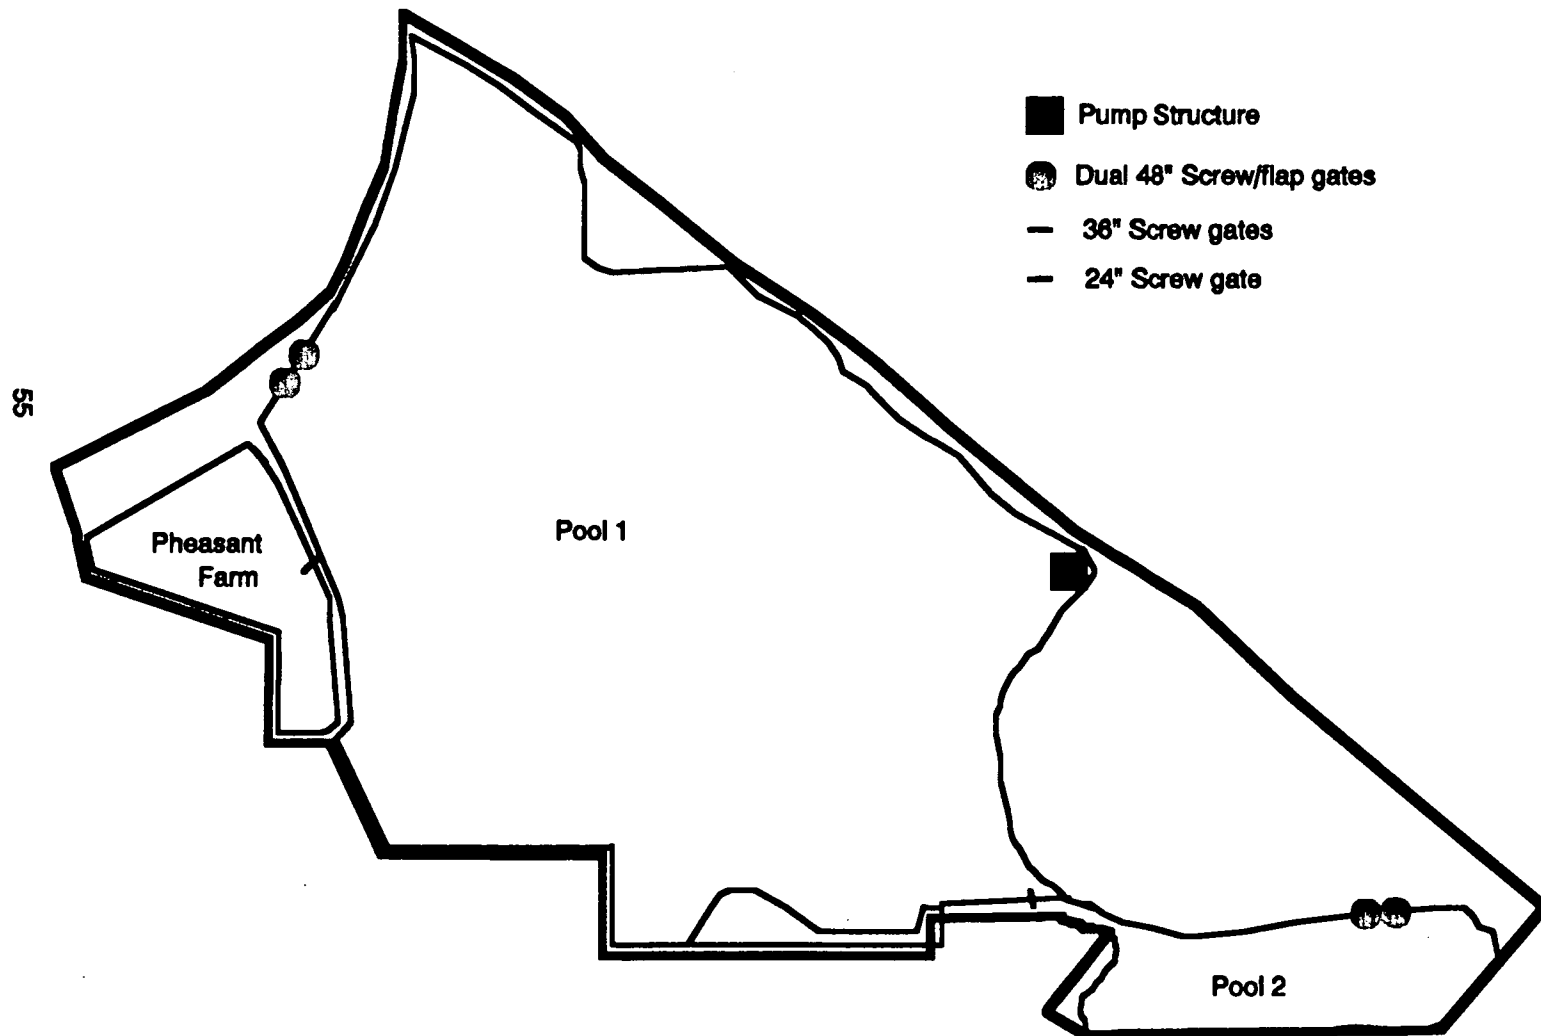 Pump Structure
Dual 48" Screw/flap gates
36" Screw gates
24" Screw gate
55
Pool 1
Pheasant
Farm
Pool 2